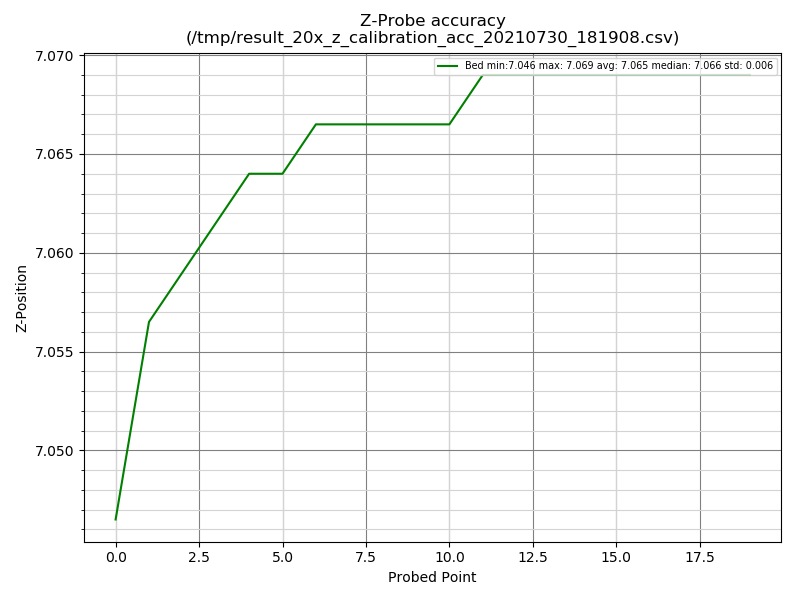 Z-Probe accuracy
(/tmp/result_20x_z_calibration_acc_20210730_181908.csv)
7.070
Bed min:7.046 max: 7.069 avg: 7.065 median: 7.066 std: 0.006
7.065
7.060
Z-Position
7.055
7.050
0.0 2.5 5.0 7.5 10.0 12.5 15.0 17.5
Probed Point